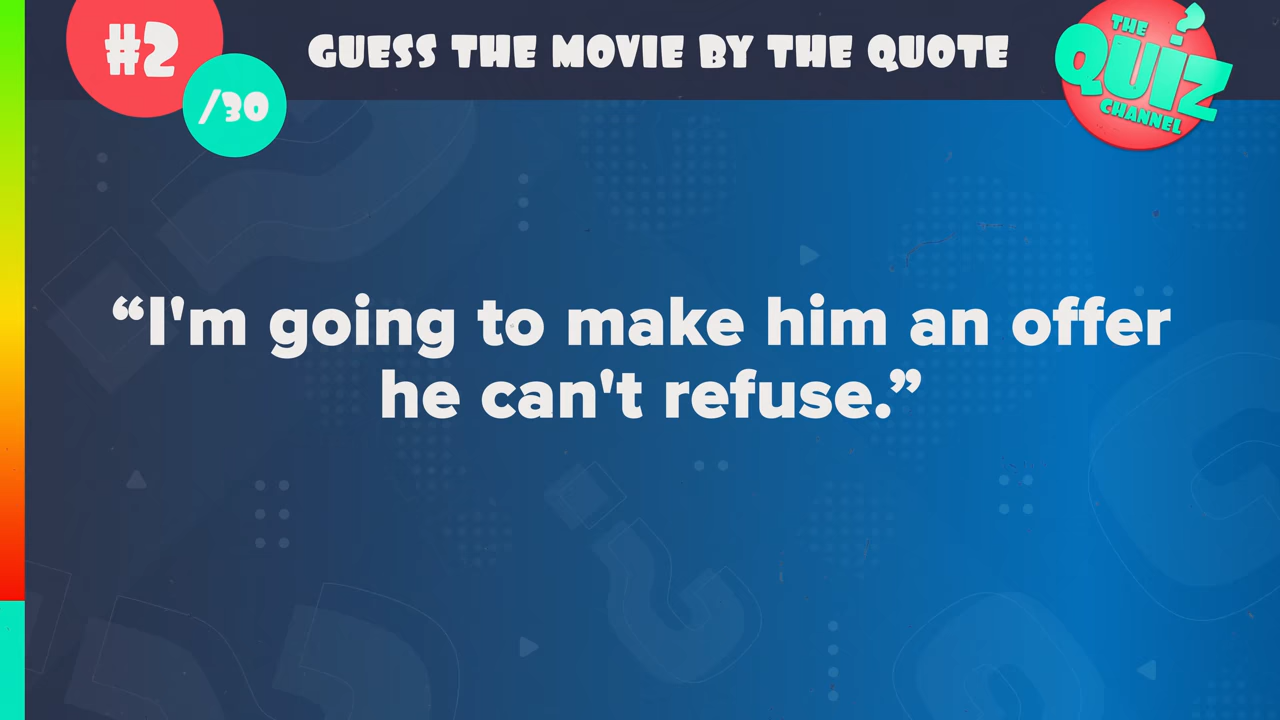 #2
/30
GUESS THE MOVIE BY THE QUOTE
THE
QUIZ
CHANNEL
“I'm going to make him an offer
he can't refuse.”